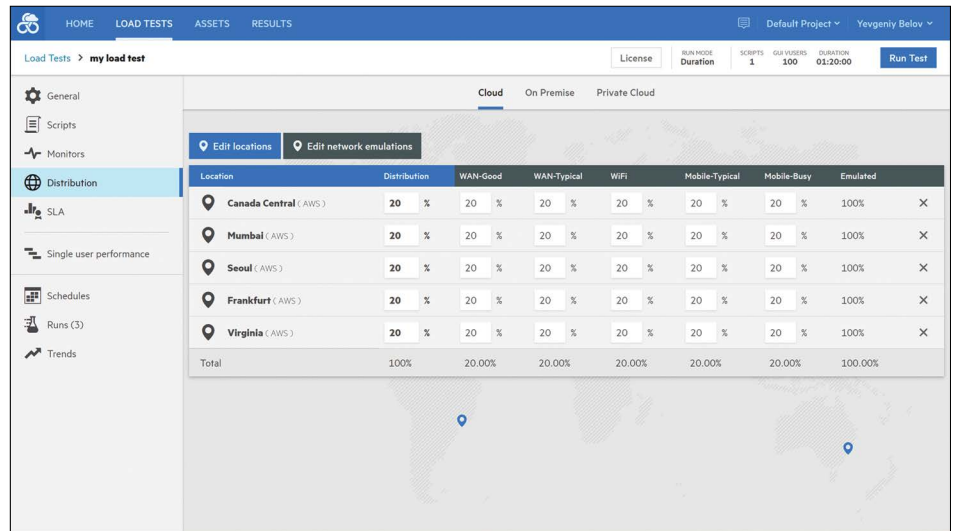 HOME LOAD TESTS ASSETS RESULTS Default Project Yevgeniy Belov
Load Tests > my load test License RUN MODE Duration SCRIPTS 1 GUI VUSERS 100 DURATION 01:20:00 Run Test
General
Scripts
Monitors
Distribution
SLA
Single user performance
Schedules
Runs (3)
Trends
Cloud On Premise Private Cloud
Edit locations Edit network emulations
Location Distribution WAN-Good WAN-Typical WiFi Mobile-Typical Mobile-Busy Emulated
Canada Central ( AWS ) 20 % 20 % 20 % 20 % 20 % 20 % 100% ×
Mumbai ( AWS ) 20 % 20 % 20 % 20 % 20 % 20 % 100% ×
Seoul ( AWS ) 20 % 20 % 20 % 20 % 20 % 20 % 100% ×
Frankfurt ( AWS ) 20 % 20 % 20 % 20 % 20 % 20 % 100% ×
Virginia ( AWS ) 20 % 20 % 20 % 20 % 20 % 20 % 100% ×
Total 100% 20.00% 20.00% 20.00% 20.00% 20.00% 100.00%